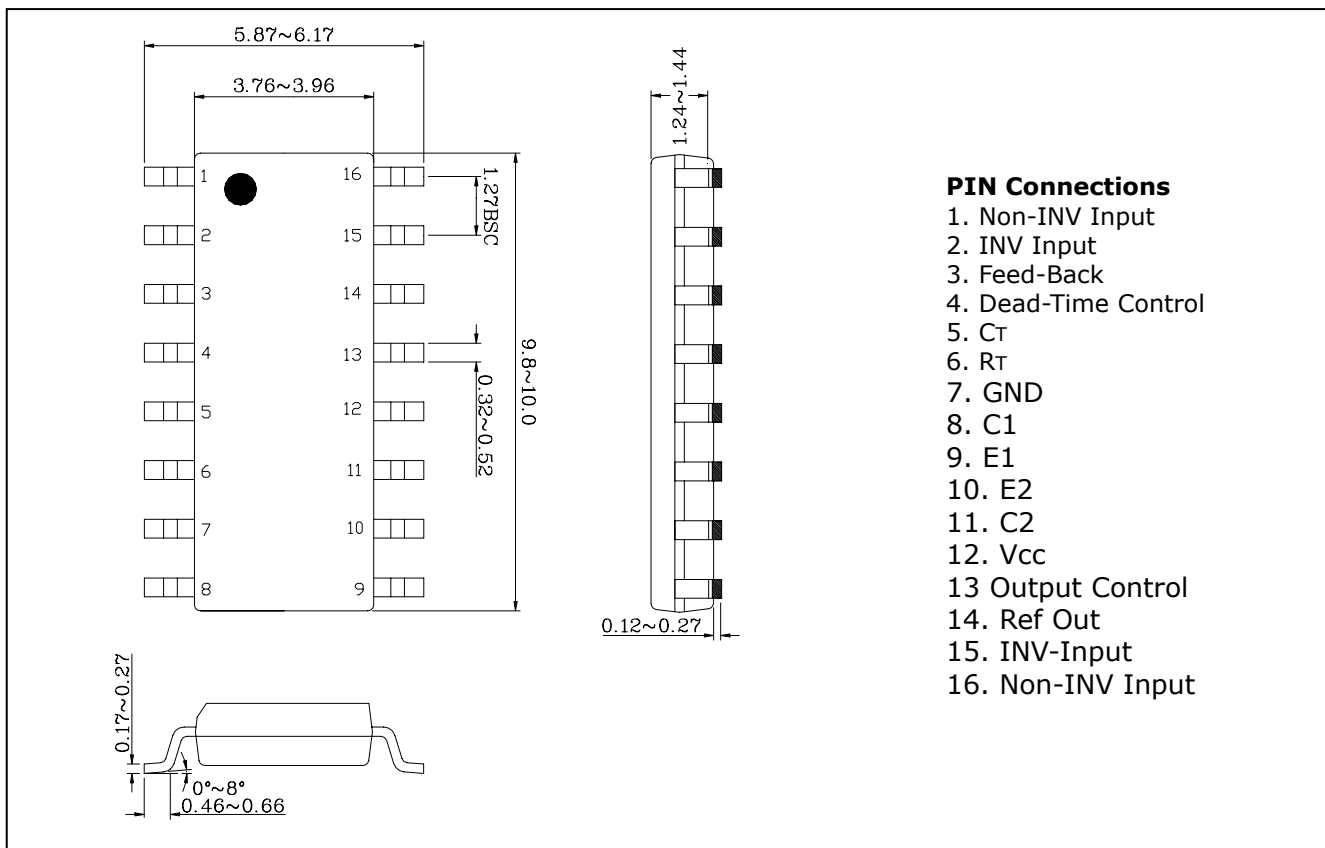 5.87~6.17
3.76~3.96
1.24~1.44
1 16
1.27BSC
2 15
3 14
4 13
0.32~0.52
9.8~10.0
5 12
6 11
7 10
8 9
0.12~0.27
0.17~0.27
0°~8°
0.46~0.66
PIN Connections
1. Non-INV Input
2. INV Input
3. Feed-Back
4. Dead-Time Control
5. CT
6. RT
7. GND
8. C1
9. E1
10. E2
11. C2
12. Vcc
13 Output Control
14. Ref Out
15. INV-Input
16. Non-INV Input